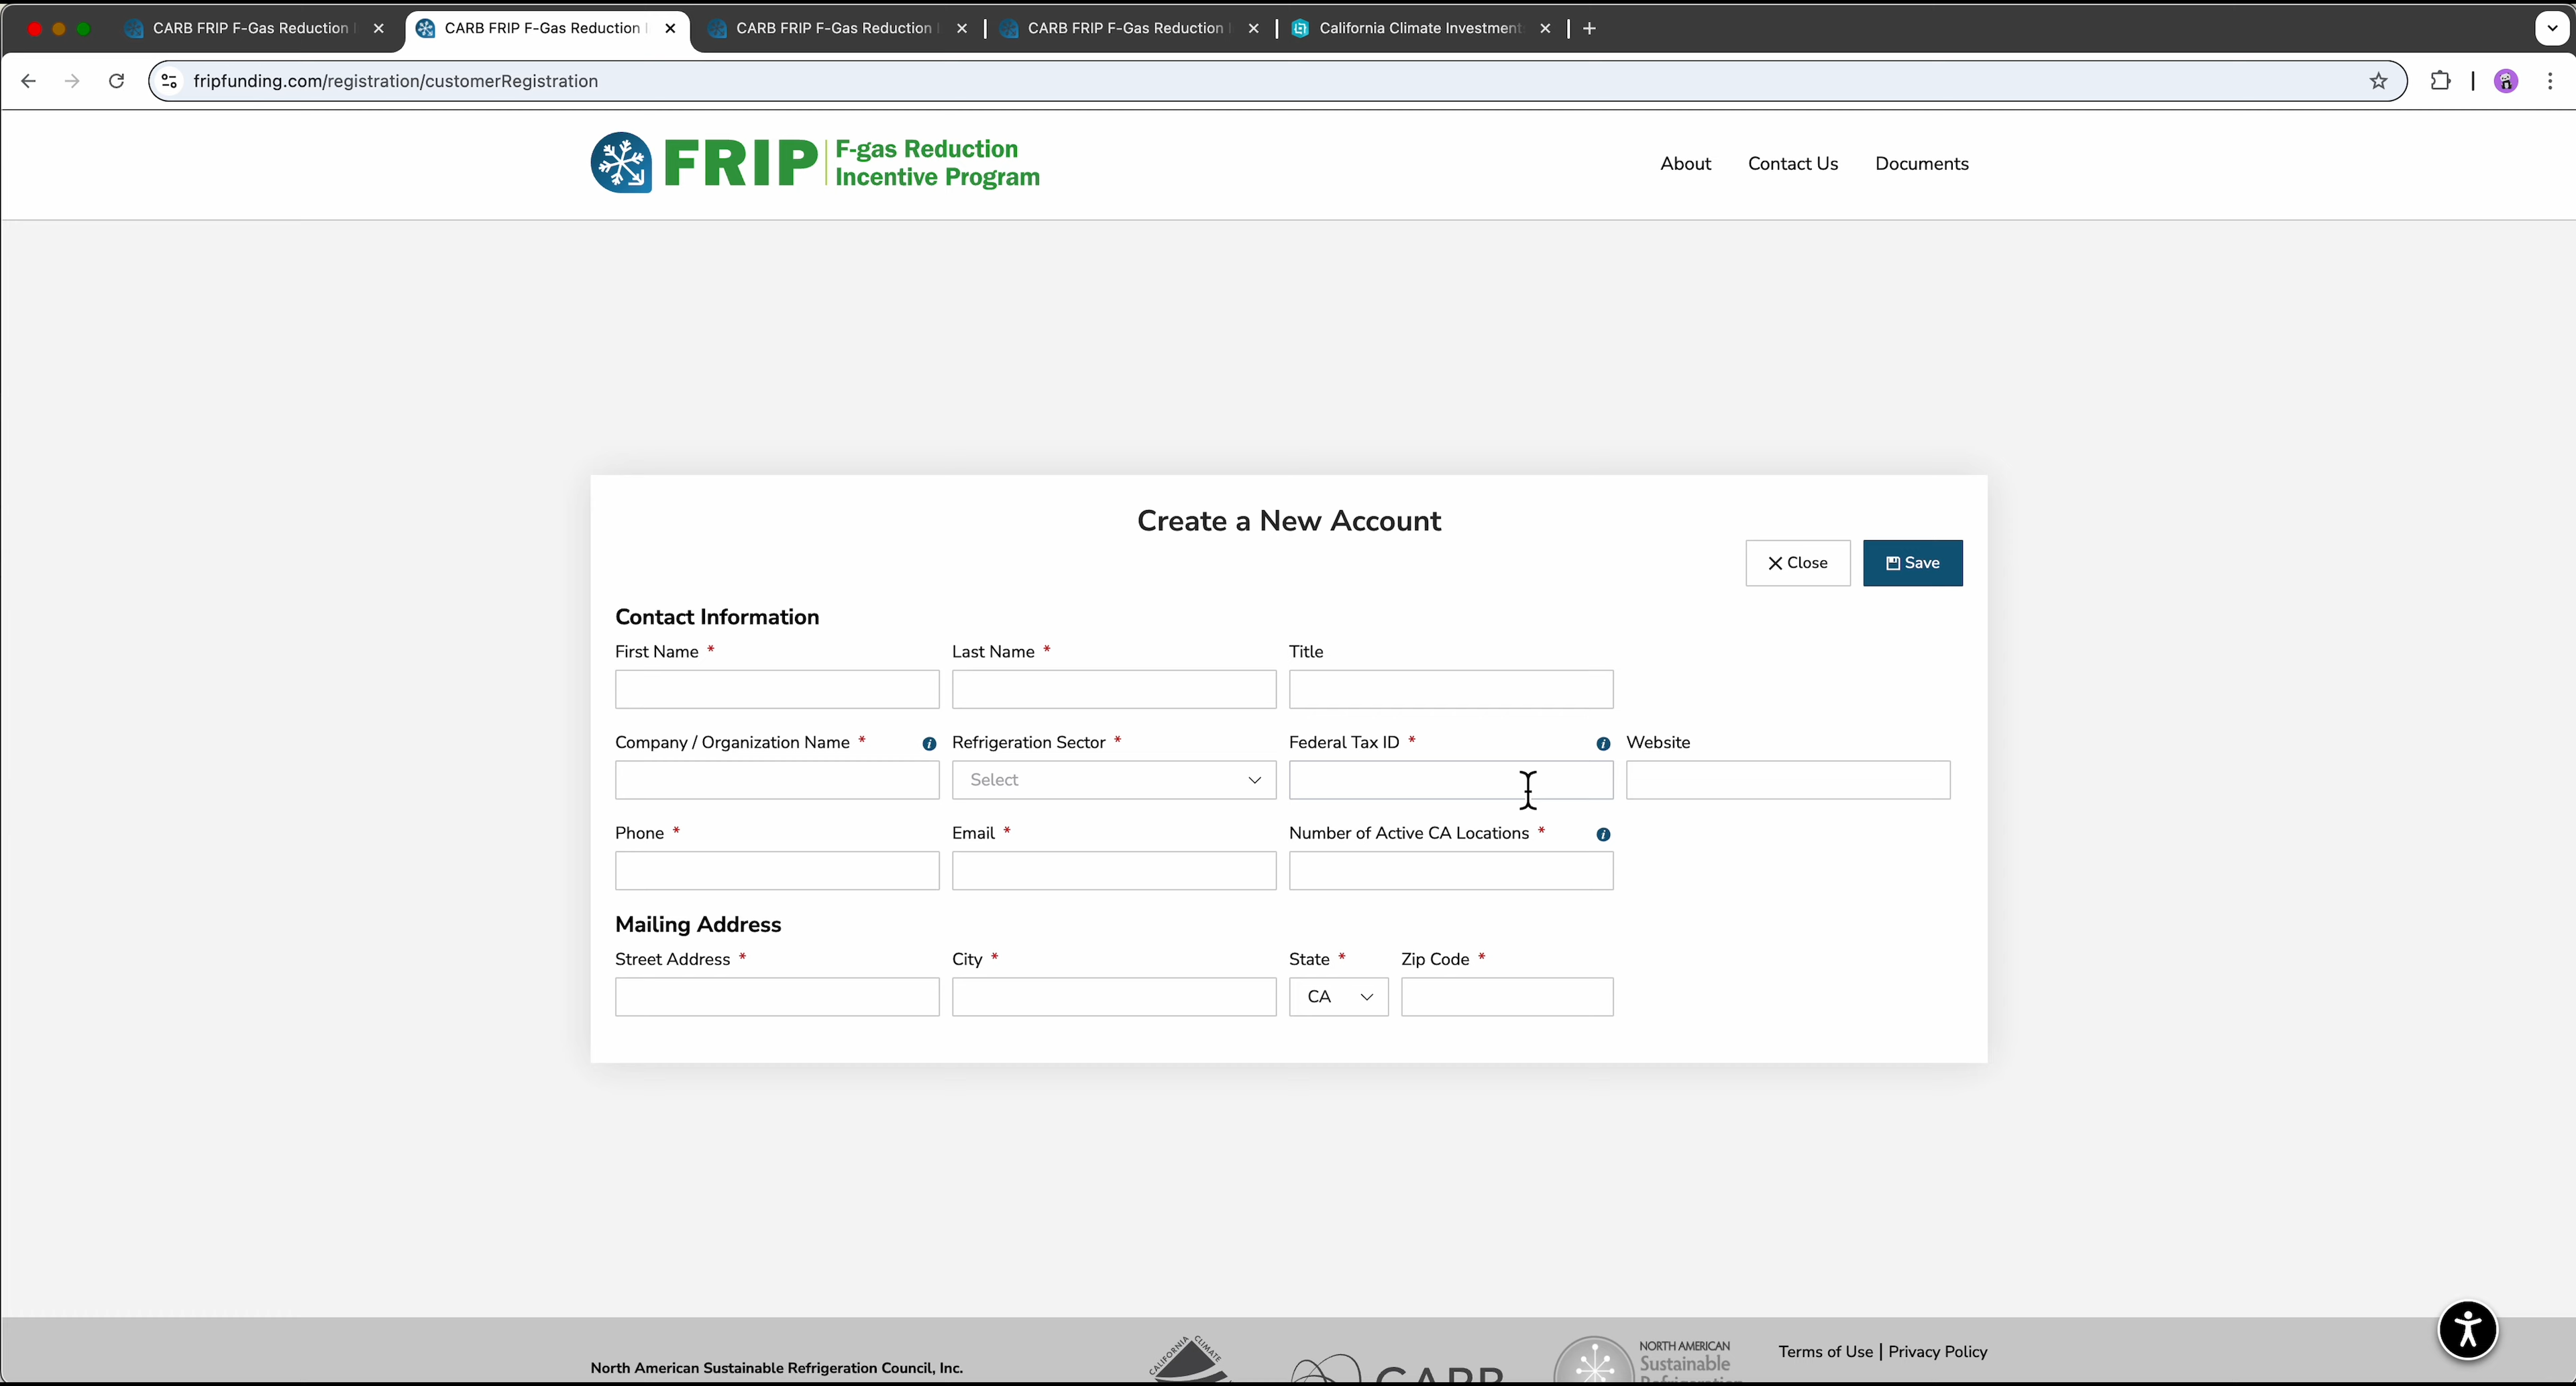 CARB FRIP F-Gas Reduction
CARB FRIP F-Gas Reduction
CARB FRIP F-Gas Reduction
CARB FRIP F-Gas Reduction
California Climate Investment
fripfunding.com/registration/customerRegistration
FRIP
F-gas Reduction
Incentive Program
About
Contact Us
Documents
Create a New Account
Close
Save
Contact Information
First Name *
Last Name *
Title
Company / Organization Name *
Refrigeration Sector *
Federal Tax ID *
Website
Select
Phone *
Email *
Number of Active CA Locations *
Mailing Address
Street Address *
City *
State *
Zip Code *
CA
North American Sustainable Refrigeration Council, Inc.
CALIFORNIA CLIMATE
CARB
NORTH AMERICAN
Sustainable
Refrigeration
Terms of Use | Privacy Policy